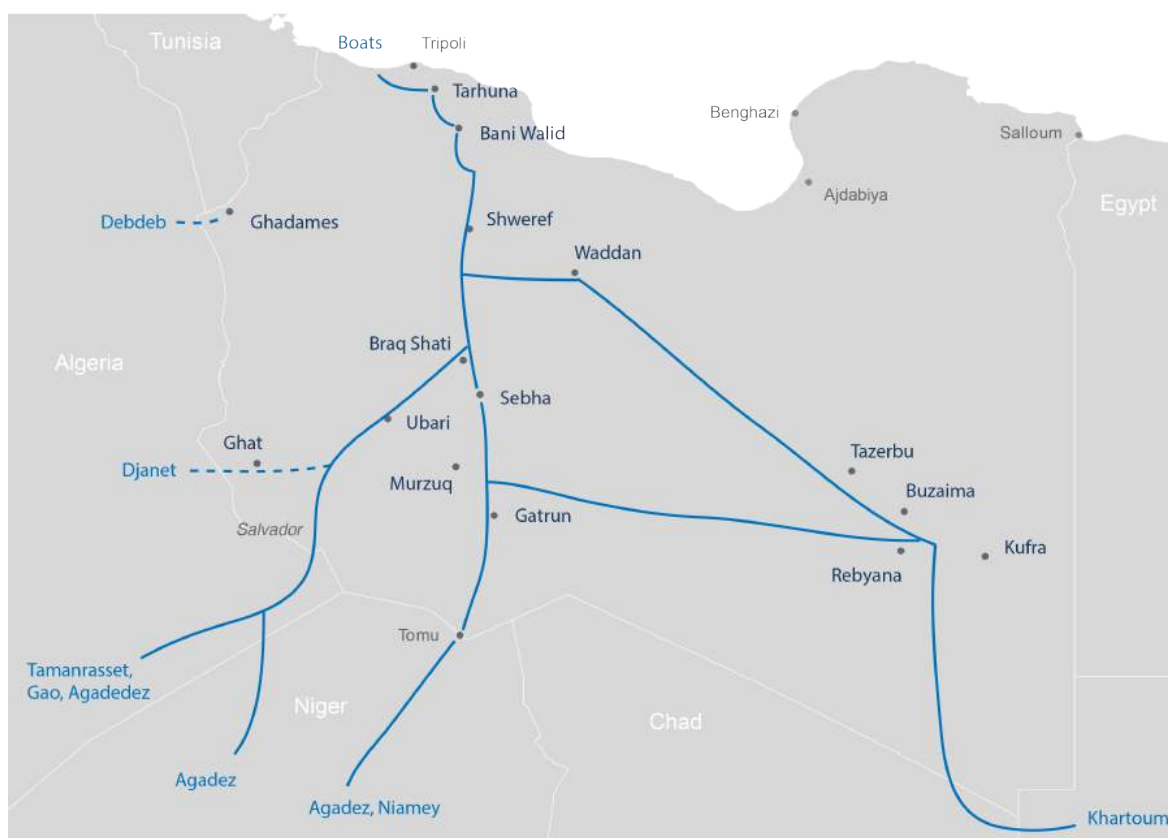 Tunisia
Boats
Tripoli
Tarhuna
Benghazi
Bani Walid
Salloum
Ajdabiya
Egypt
Debdeb
Ghadames
Shweref
Waddan
Braq Shati
Algeria
Sebha
Ubari
Ghat
Djanet
Tazerbu
Murzuq
Buzaima
Gatrun
Salvador
Kufra
Rebyana
Tomu
Tamanrasset,
Gao, Agadedez
Niger
Chad
Agadez
Agadez, Niamey
Khartoum